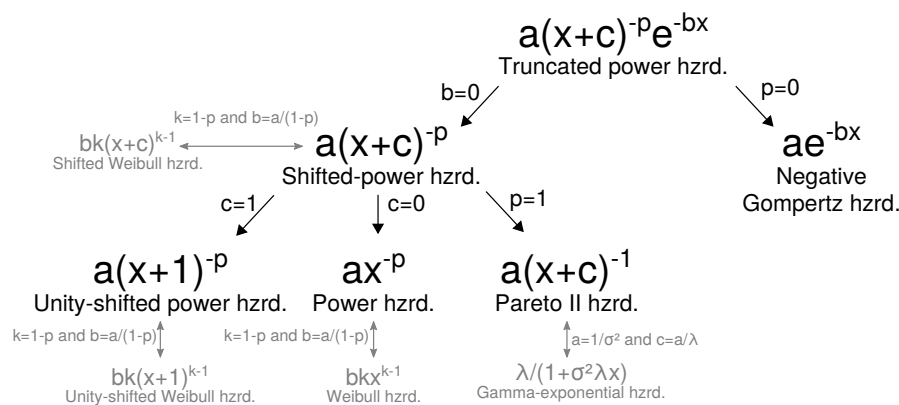 a(x+c)^-p e^-bx
Truncated power hzrd.
b=0
p=0
k=1-p and b=a/(1-p)
bk(x+c)^k-1
Shifted Weibull hzrd.
a(x+c)^-p
Shifted-power hzrd.
ae^-bx
Negative
Gompertz hzrd.
c=1
c=0
p=1
a(x+1)^-p
Unity-shifted power hzrd.
ax^-p
Power hzrd.
a(x+c)^-1
Pareto II hzrd.
k=1-p and b=a/(1-p)
k=1-p and b=a/(1-p)
a=1/σ² and c=a/λ
bk(x+1)^k-1
Unity-shifted Weibull hzrd.
bkx^k-1
Weibull hzrd.
λ/(1+σ²λx)
Gamma-exponential hzrd.